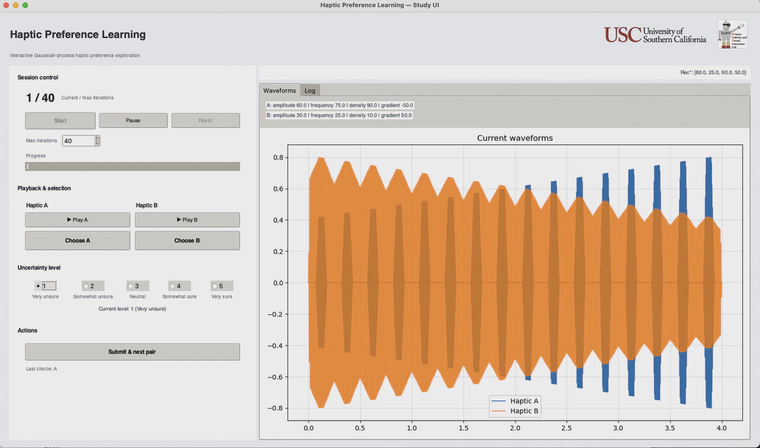 Haptic Preference Learning — Study UI
Haptic Preference Learning
Interactive Gaussian-process haptic preference exploration
USC University of Southern California
Session control
1 / 40 Current / max iterations
Start Pause Reset
Max iterations 40
Progress
Playback & selection
Haptic A Haptic B
▶ Play A ▶ Play B
Choose A Choose B
Uncertainty level
1 2 3 4 5
Very unsure Somewhat unsure Neutral Somewhat sure Very sure
Current level: 1 (Very unsure)
Actions
Submit & next pair
Last choice: A
Rec*: [60.0, 25.0, 90.0, 50.0]
Waveforms Log
A: amplitude 60.0 | frequency 75.0 | density 90.0 | gradient -50.0
B: amplitude 30.0 | frequency 25.0 | density 10.0 | gradient 50.0
Current waveforms
0.8
0.6
0.4
0.2
0.0
−0.2
−0.4
−0.6
−0.8
0.0 0.5 1.0 1.5 2.0 2.5 3.0 3.5 4.0
Haptic A
Haptic B